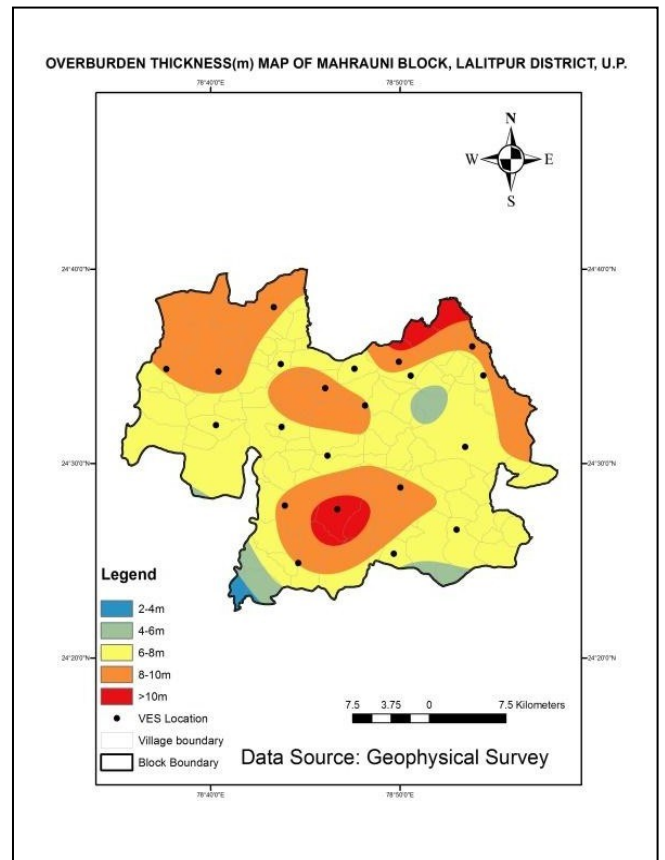 OVERBURDEN THICKNESS(m) MAP OF MAHRAUNI BLOCK, LALITPUR DISTRICT, U.P.
78°40'0"E 78°50'0"E
N
W E
S
24°40'0"N 24°40'0"N
24°30'0"N 24°30'0"N
24°20'0"N 24°20'0"N
Legend
2-4m
4-6m
6-8m
8-10m
>10m
VES Location
Village boundary
Block Boundary
7.5 3.75 0 7.5 Kilometers
Data Source: Geophysical Survey
78°40'0"E 78°50'0"E